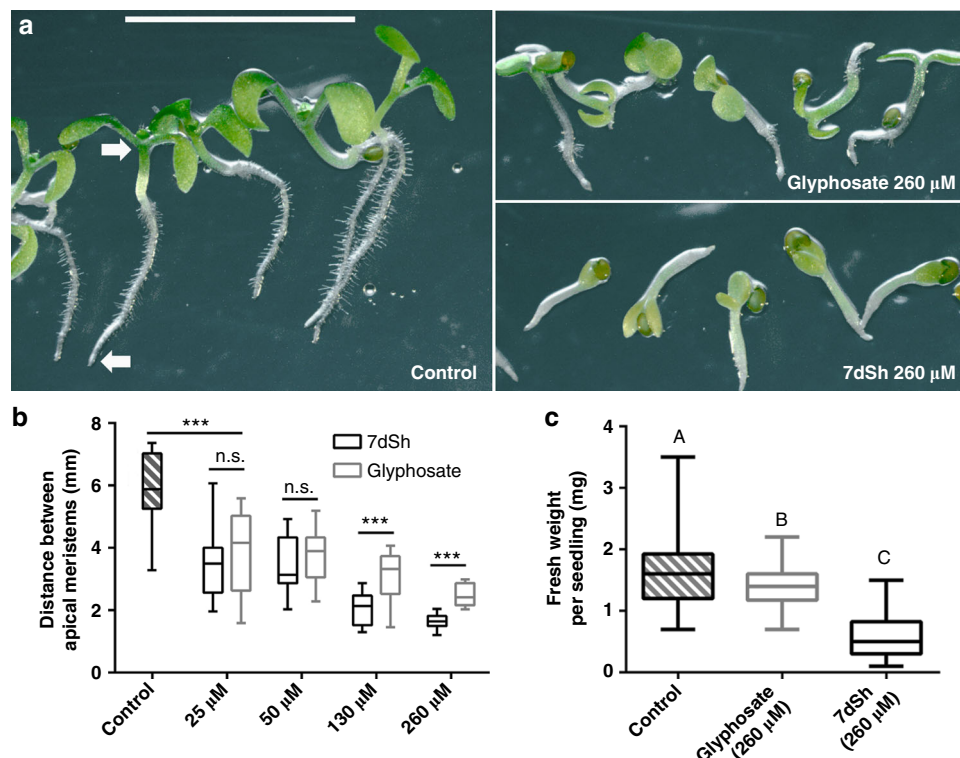 a
Control
Glyphosate 260 μM
7dSh 260 μM
b
Distance between
apical meristems (mm)
8
6
4
2
0
***
n.s.
n.s.
***
***
7dSh
Glyphosate
Control
25 μM
50 μM
130 μM
260 μM
c
Fresh weight
per seedling (mg)
4
3
2
1
0
A
B
C
Control
Glyphosate
(260 μM)
7dSh
(260 μM)